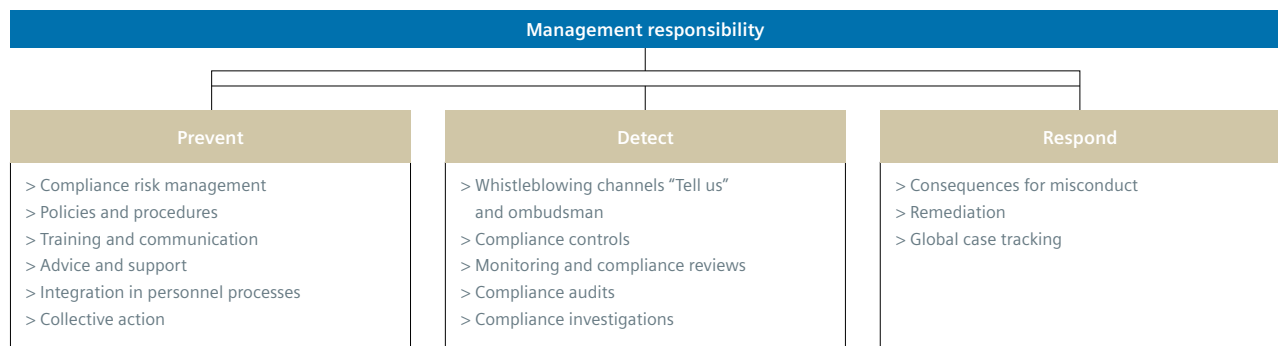 Management responsibility
Prevent
> Compliance risk management
> Policies and procedures
> Training and communication
> Advice and support
> Integration in personnel processes
> Collective action
Detect
> Whistleblowing channels “Tell us”
and ombudsman
> Compliance controls
> Monitoring and compliance reviews
> Compliance audits
> Compliance investigations
Respond
> Consequences for misconduct
> Remediation
> Global case tracking